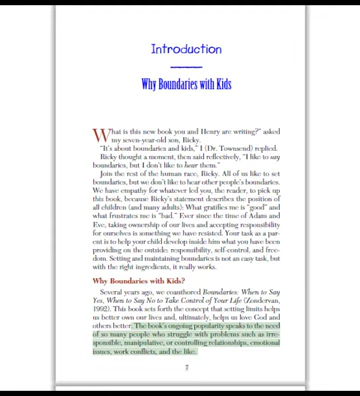 Introduction
Why Boundaries with Kids
What is this new book you and Henry are writing?" asked
my seven-year-old son, Ricky.
"It's about boundaries and kids," I (Dr. Townsend) replied.
Ricky thought a moment, then said reflectively, "I like to say
boundaries, but I don't like to hear them."
Join the rest of the human race, Ricky. All of us like to set
boundaries, but we don't like to hear other people's boundaries.
We have empathy for whatever led you, the reader, to pick up
this book, because Ricky's statement describes the position of
all children (and many adults): What gratifies me is "good" and
what frustrates me is "bad." Ever since the time of Adams and
Eve, taking ownership of our lives and accepting responsibility
for ourselves is something we have resisted. Your task as a par-
ent is to help your child develop inside him what you have been
providing on the outside: responsibility, self-control, and free-
dom. Setting and maintaining boundaries is not an easy task, but
with the right ingredients, it really works.
Why Boundaries with Kids?
Several years ago, we coauthored Boundaries: When to Say
Yes, When to Say No to Take Control of Your Life (Zondervan,
1992). This book sets forth the concept that setting limits helps
us better own our lives and, ultimately, helps us love God and
others better. The book's ongoing popularity speaks to the need
of so many people who struggle with problems such as irre-
sponsible, manipulative, or controlling relationships, emotional
issues, work conflicts, and the like.
7